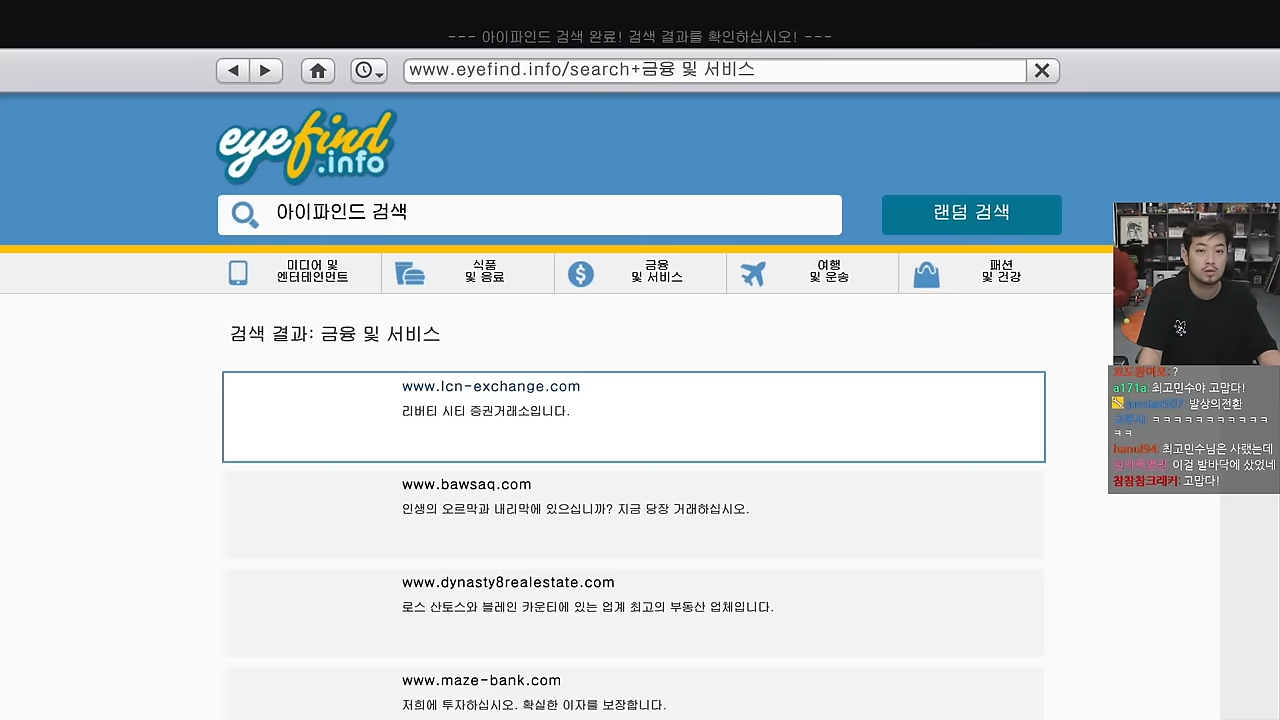 --- 아이파인드 검색 완료! 검색 결과를 확인하십시오! ---
www.eyefind.info/search+금융 및 서비스
eyefind
.info
아이파인드 검색
랜덤 검색
미디어 및
엔터테인먼트
식품
및 음료
금융
및 서비스
여행
및 운송
패션
및 건강
검색 결과: 금융 및 서비스
www.lcn-exchange.com
리버티 시티 증권거래소입니다.
www.bawsaq.com
인생의 오르막과 내리막에 있으십니까? 지금 당장 거래하십시오.
www.dynasty8realestate.com
로스 산토스와 블레인 카운티에 있는 업계 최고의 부동산 업체입니다.
www.maze-bank.com
저희에 투자하십시오. 확실한 이자를 보장합니다.
?
a171a: 최고민수야 고맙다!
발상의전환
ㅋㅋㅋㅋㅋㅋㅋㅋㅋㅋㅋ
ㅋㅋ
hanul94: 최고민수님은 사랬는데
이걸 발바닥에 샀었네
참참참크레커: 고맙다!